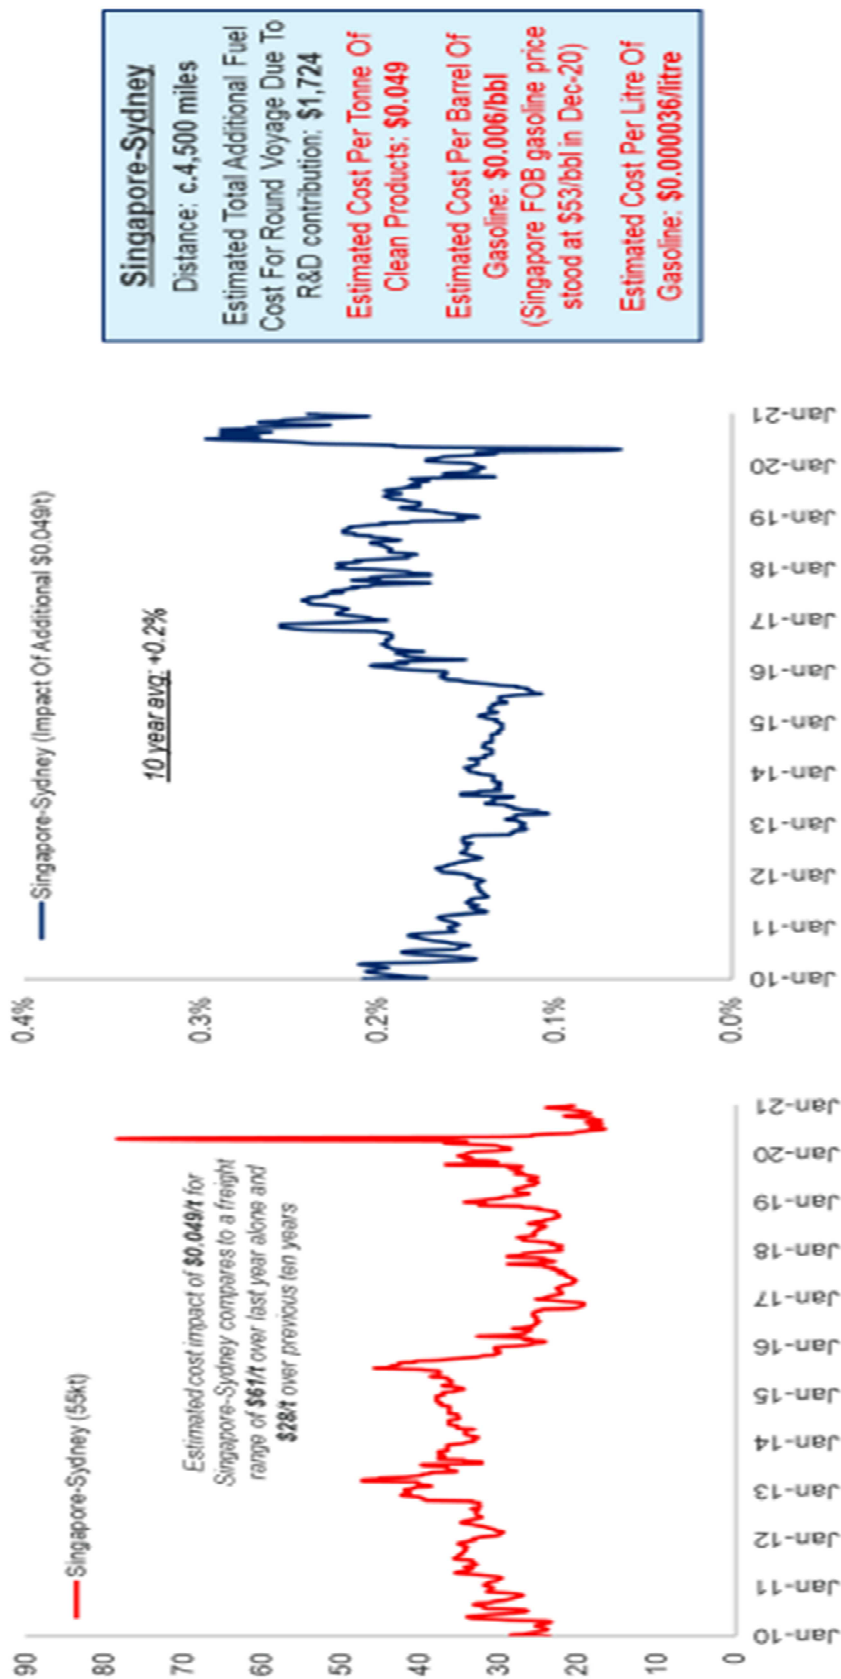 Singapore-Sydney (55kt)
Estimated cost impact of $0.049/t for
Singapore-Sydney compares to a freight
range of $61/t over last year alone and
$28/t over previous ten years
90
80
70
60
50
40
30
20
10
0
Jan-10
Jan-11
Jan-12
Jan-13
Jan-14
Jan-15
Jan-16
Jan-17
Jan-18
Jan-19
Jan-20
Jan-21
Singapore-Sydney (Impact Of Additional $0.049/t)
10 year avg: +0.2%
0.4%
0.3%
0.2%
0.1%
0.0%
Jan-10
Jan-11
Jan-12
Jan-13
Jan-14
Jan-15
Jan-16
Jan-17
Jan-18
Jan-19
Jan-20
Jan-21
Singapore-Sydney
Distance: c.4,500 miles
Estimated Total Additional Fuel
Cost For Round Voyage Due To
R&D contribution: $1,724
Estimated Cost Per Tonne Of
Clean Products: $0.049
Estimated Cost Per Barrel Of
Gasoline: $0.006/bbl
(Singapore FOB gasoline price
stood at $53/bbl in Dec-20)
Estimated Cost Per Litre Of
Gasoline: $0.000036/litre